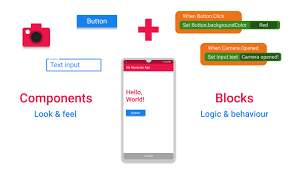 Button
Text input
When Button.Click
Set Button.backgroundColor Red
When Camera.Opened
Set Input.text Camera opened!
Components
Look & feel
Hello,
World!
Blocks
Logic & behaviour